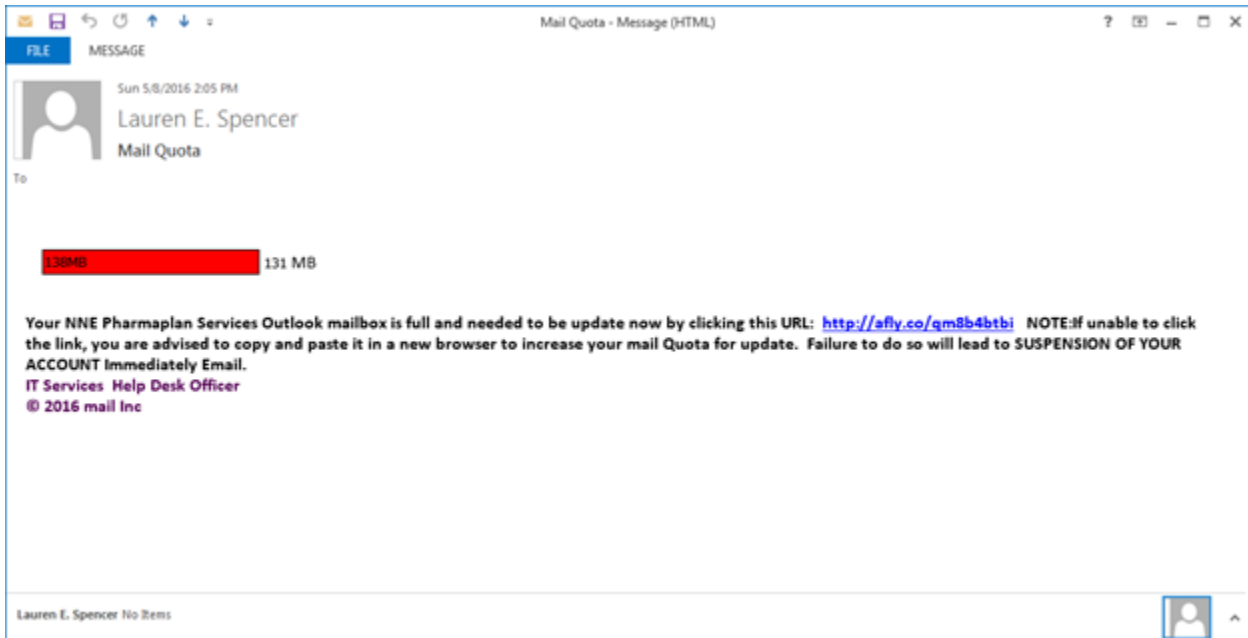 Mail Quota - Message (HTML)
FILE MESSAGE
Sun 5/8/2016 2:05 PM
Lauren E. Spencer
Mail Quota
To
138MB 131 MB
Your NNE Pharmaplan Services Outlook mailbox is full and needed to be update now by clicking this URL: http://afly.co/qm8b4btbi NOTE:If unable to click
the link, you are advised to copy and paste it in a new browser to increase your mail Quota for update. Failure to do so will lead to SUSPENSION OF YOUR
ACCOUNT Immediately Email.
IT Services Help Desk Officer
© 2016 mail Inc
Lauren E. Spencer No Items